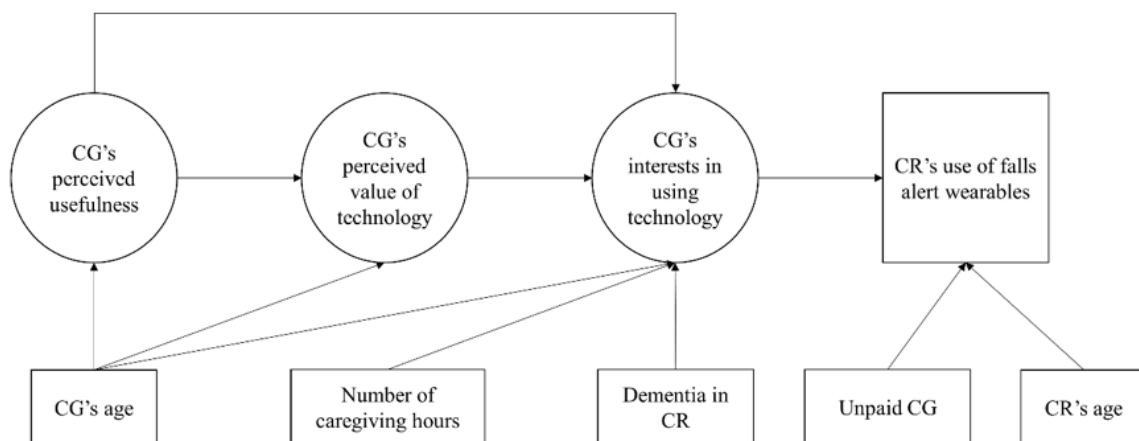 CG's
perceived
usefulness
CG's
perceived
value of
technology
CG's
interests in
using
technology
CR's use of falls
alert wearables
CG's age
Number of
caregiving hours
Dementia in
CR
Unpaid CG
CR's age